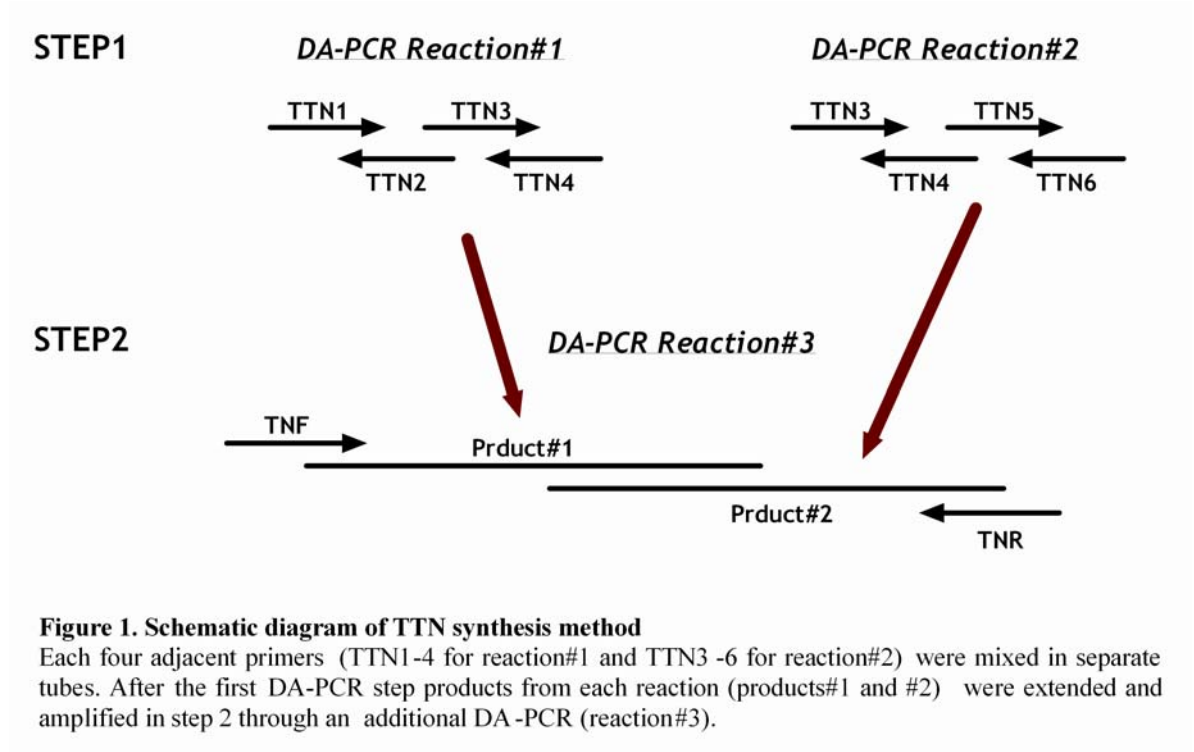 STEP1
DA-PCR Reaction#1
DA-PCR Reaction#2
TTN1
TTN3
TTN2
TTN4
TTN3
TTN5
TTN4
TTN6
STEP2
DA-PCR Reaction#3
TNF
Prduct#1
Prduct#2
TNR
Figure 1. Schematic diagram of TTN synthesis method
Each four adjacent primers (TTN1-4 for reaction#1 and TTN3 -6 for reaction#2) were mixed in separate
tubes. After the first DA-PCR step products from each reaction (products#1 and #2) were extended and
amplified in step 2 through an additional DA -PCR (reaction#3).